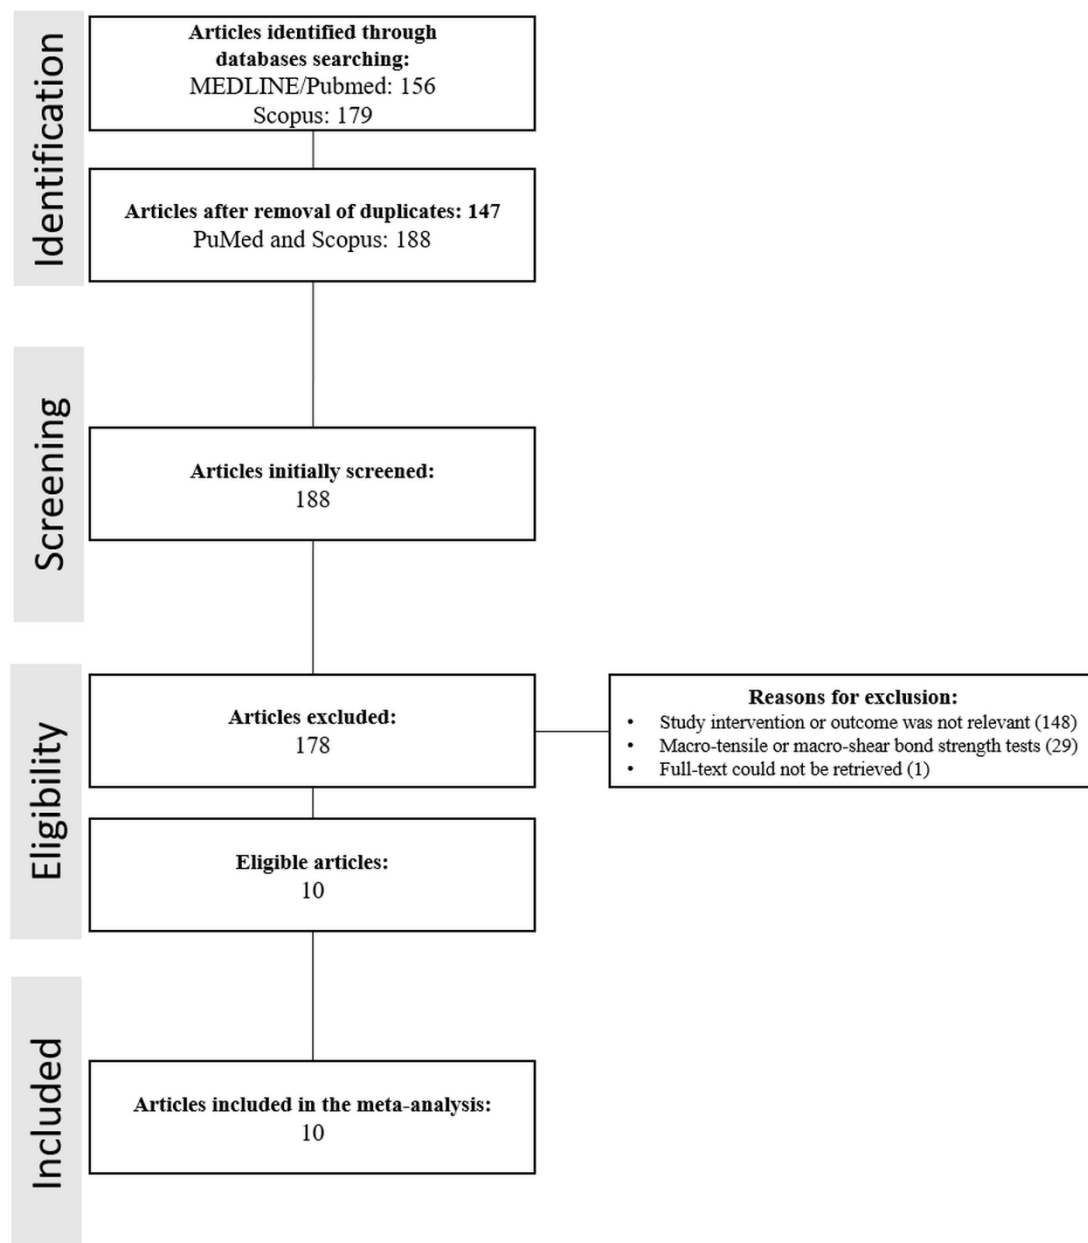 Identification
Articles identified through
databases searching:
MEDLINE/Pubmed: 156
Scopus: 179
Articles after removal of duplicates: 147
PuMed and Scopus: 188
Screening
Articles initially screened:
188
Eligibility
Articles excluded:
178
Reasons for exclusion:
• Study intervention or outcome was not relevant (148)
• Macro-tensile or macro-shear bond strength tests (29)
• Full-text could not be retrieved (1)
Eligible articles:
10
Included
Articles included in the meta-analysis:
10